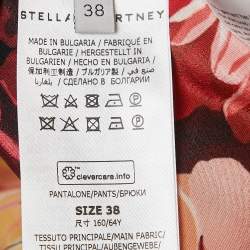 STELLA McCARTNEY
38
MADE IN BULGARIA / FABRIQUÉ EN
BULGARIE / HERGESTELLT IN
BULGARIEN / HECHO EN BULGARIA /
保加利亚制造 / ブルガリア製 / صنع في
بلغاريا / СДЕЛАНО В БОЛГАРИИ
clevercare.info
PANTALONE/PANTS/БРЮКИ
SIZE 38
尺寸 160/64Y
TESSUTO PRINCIPALE/MAIN FABRIC/
TISSU PRINCIPAL/AUßENGEWEBE/